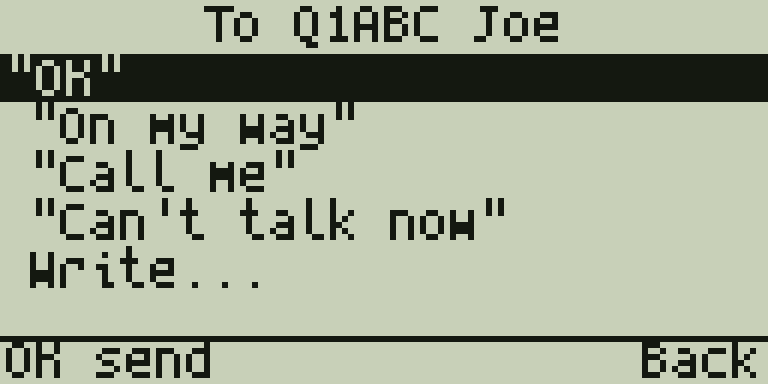 To Q1ABC Joe
"OK"
"On my way"
"Call me"
"Can't talk now"
Write...
OK send Back